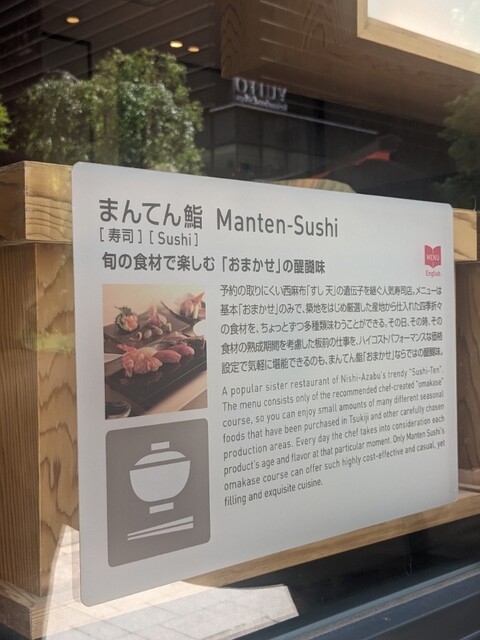 まんてん鮨 Manten-Sushi
[ 寿司 ] [ Sushi ]
旬の食材で楽しむ「おまかせ」の醍醐味
MENU
English
予約の取りにくい西麻布「すし 天」の遺伝子を継ぐ人気寿司店。メニューは
基本「おまかせ」のみで、築地をはじめ厳選した産地から仕入れた四季折々
の食材を、ちょっとずつ多種類味わうことができる。その日、その時、その
食材の熟成期間を考慮した板前の仕事を、ハイコストパフォーマンスな価格
設定で気軽に堪能できるのも、まんてん鮨「おまかせ」ならではの醍醐味。
A popular sister restaurant of Nishi-Azabu's trendy "Sushi-Ten".
The menu consists only of the recommended chef-created "omakase"
course, so you can enjoy small amounts of many different seasonal
foods that have been purchased in Tsukiji and other carefully chosen
production areas. Every day the chef takes into consideration each
product's age and flavor at that particular moment. Only Manten Sushi's
omakase course can offer such highly cost-effective and casual, yet
filling and exquisite cuisine.